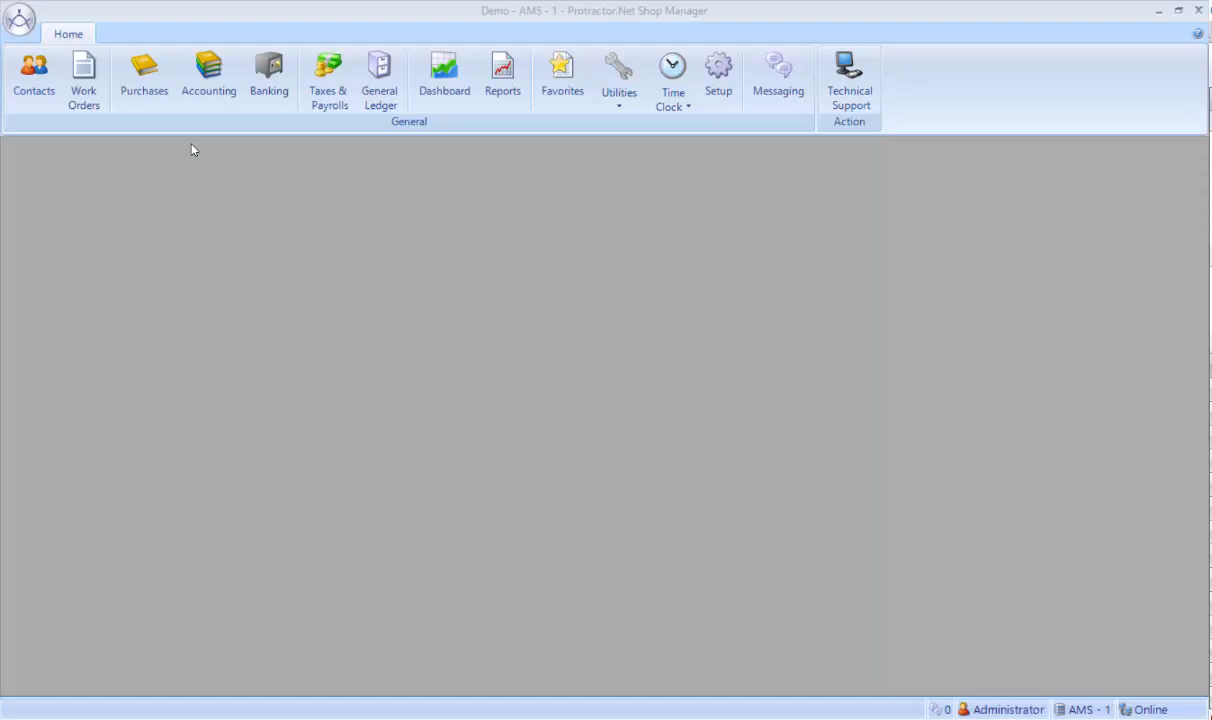 Demo - AMS - 1 - Protractor.Net Shop Manager
Home
Contacts
Work Orders
Purchases
Accounting
Banking
Taxes & Payrolls
General Ledger
Dashboard
Reports
Favorites
Utilities
Time Clock
Setup
Messaging
Technical Support
General
Action
0
Administrator
AMS - 1
Online